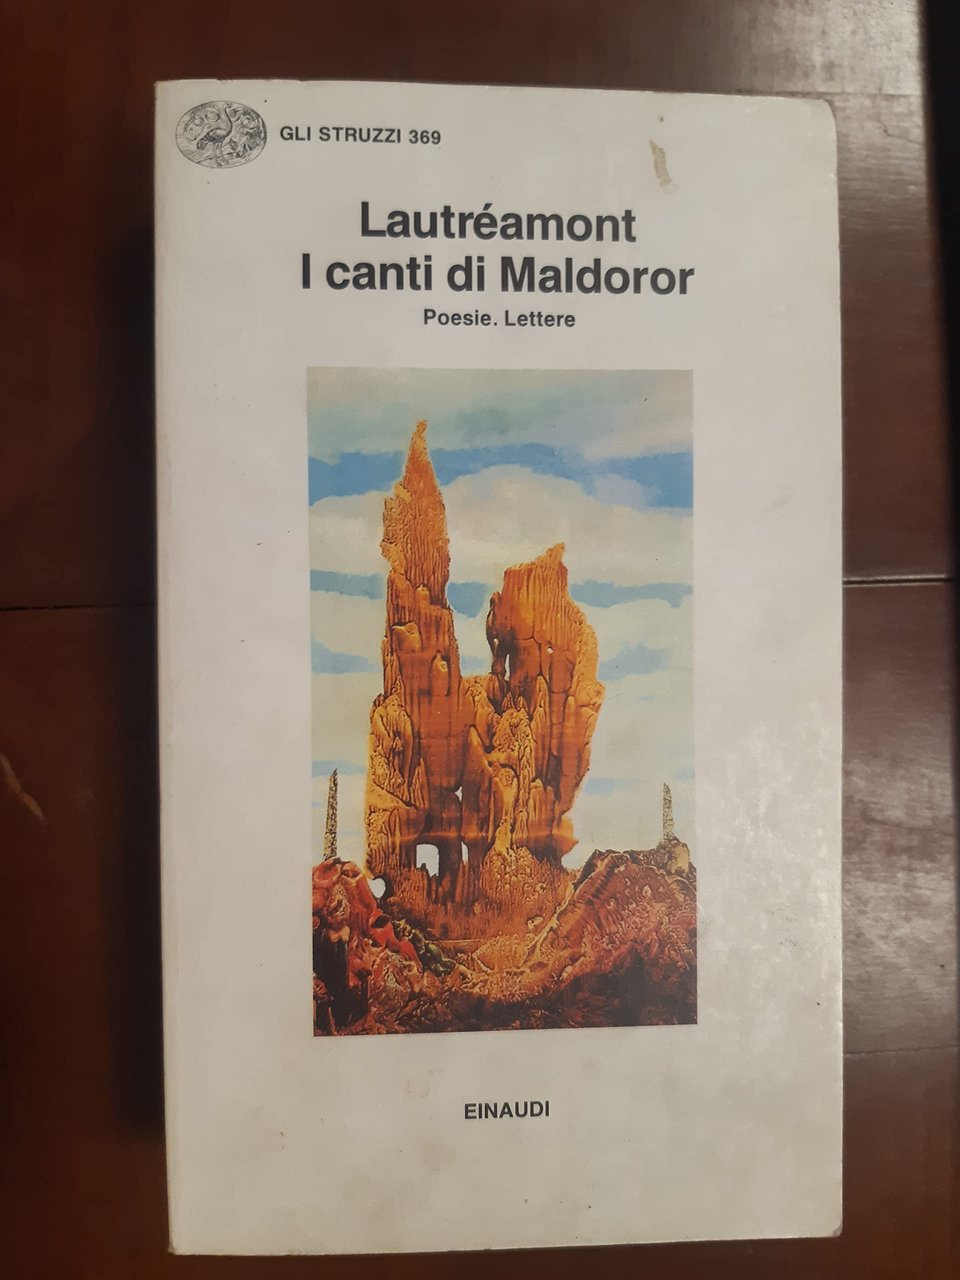 GLI STRUZZI 369
Lautréamont
I canti di Maldoror
Poesie. Lettere
EINAUDI